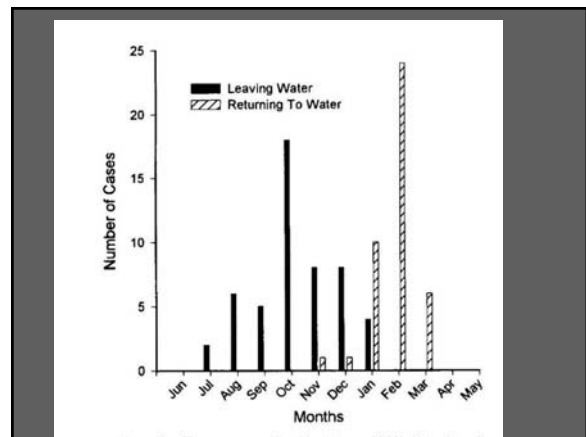 25
Leaving Water
Returning To Water
20
15
10
5
0
Number of Cases
Jun Jul Aug Sep Oct Nov Dec Jan Feb Mar Apr May
Months